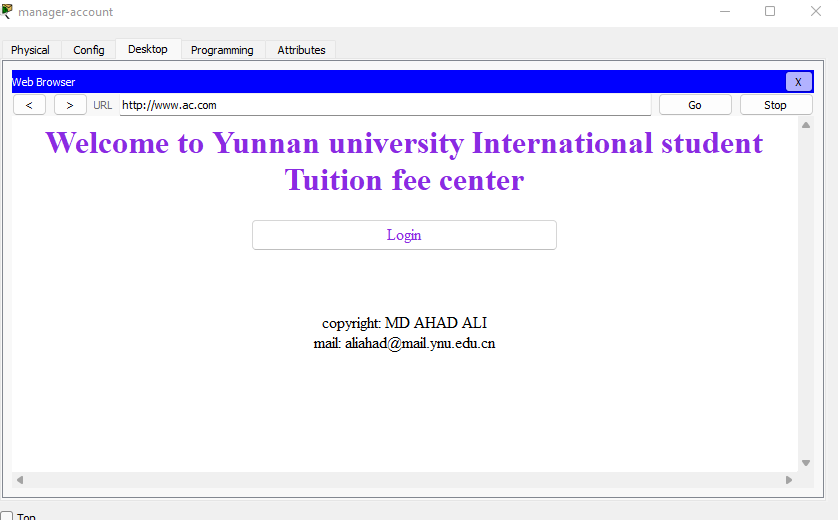 manager-account
Physical Config Desktop Programming Attributes
Web Browser X
< > URL http://www.ac.com Go Stop
Welcome to Yunnan university International student
Tuition fee center
Login
copyright: MD AHAD ALI
mail: aliahad@mail.ynu.edu.cn
Top